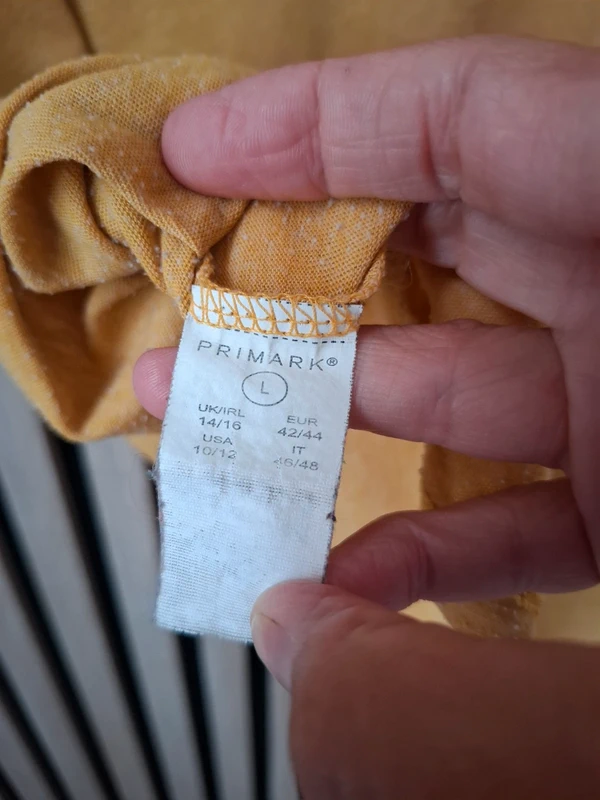 PRIMARK®
L
UK/IRL EUR
14/16 42/44
USA IT
10/12 46/48